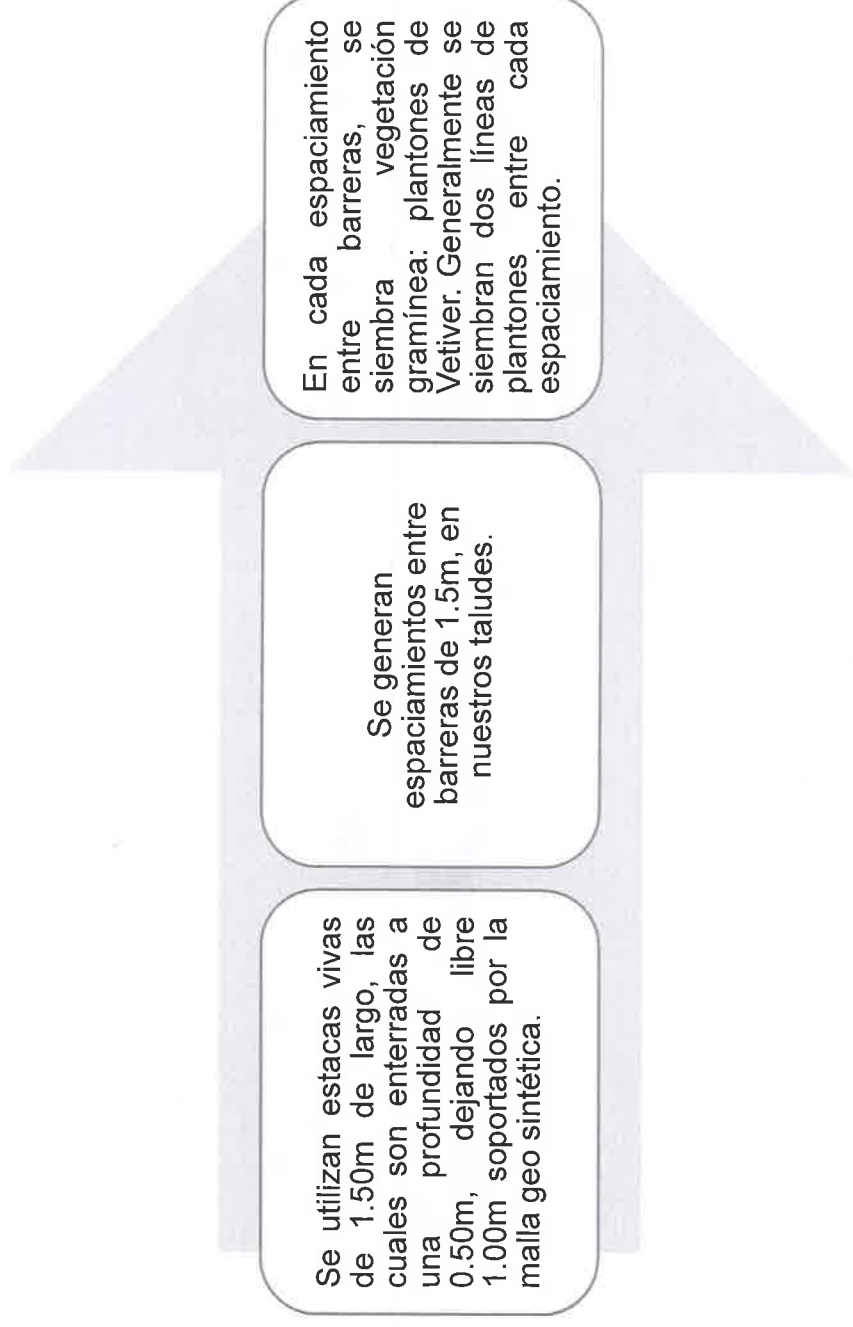 Se utilizan estacas vivas
de 1.50m de largo, las
cuales son enterradas a
una profundidad de
0.50m, dejando libre
1.00m soportados por la
malla geo sintética.
Se generan
espaciamientos entre
barreras de 1.5m, en
nuestros taludes.
En cada espaciamiento
entre barreras, se
siembra vegetación
gramínea: plantones de
Vetiver. Generalmente se
siembran dos líneas de
plantones entre cada
espaciamiento.